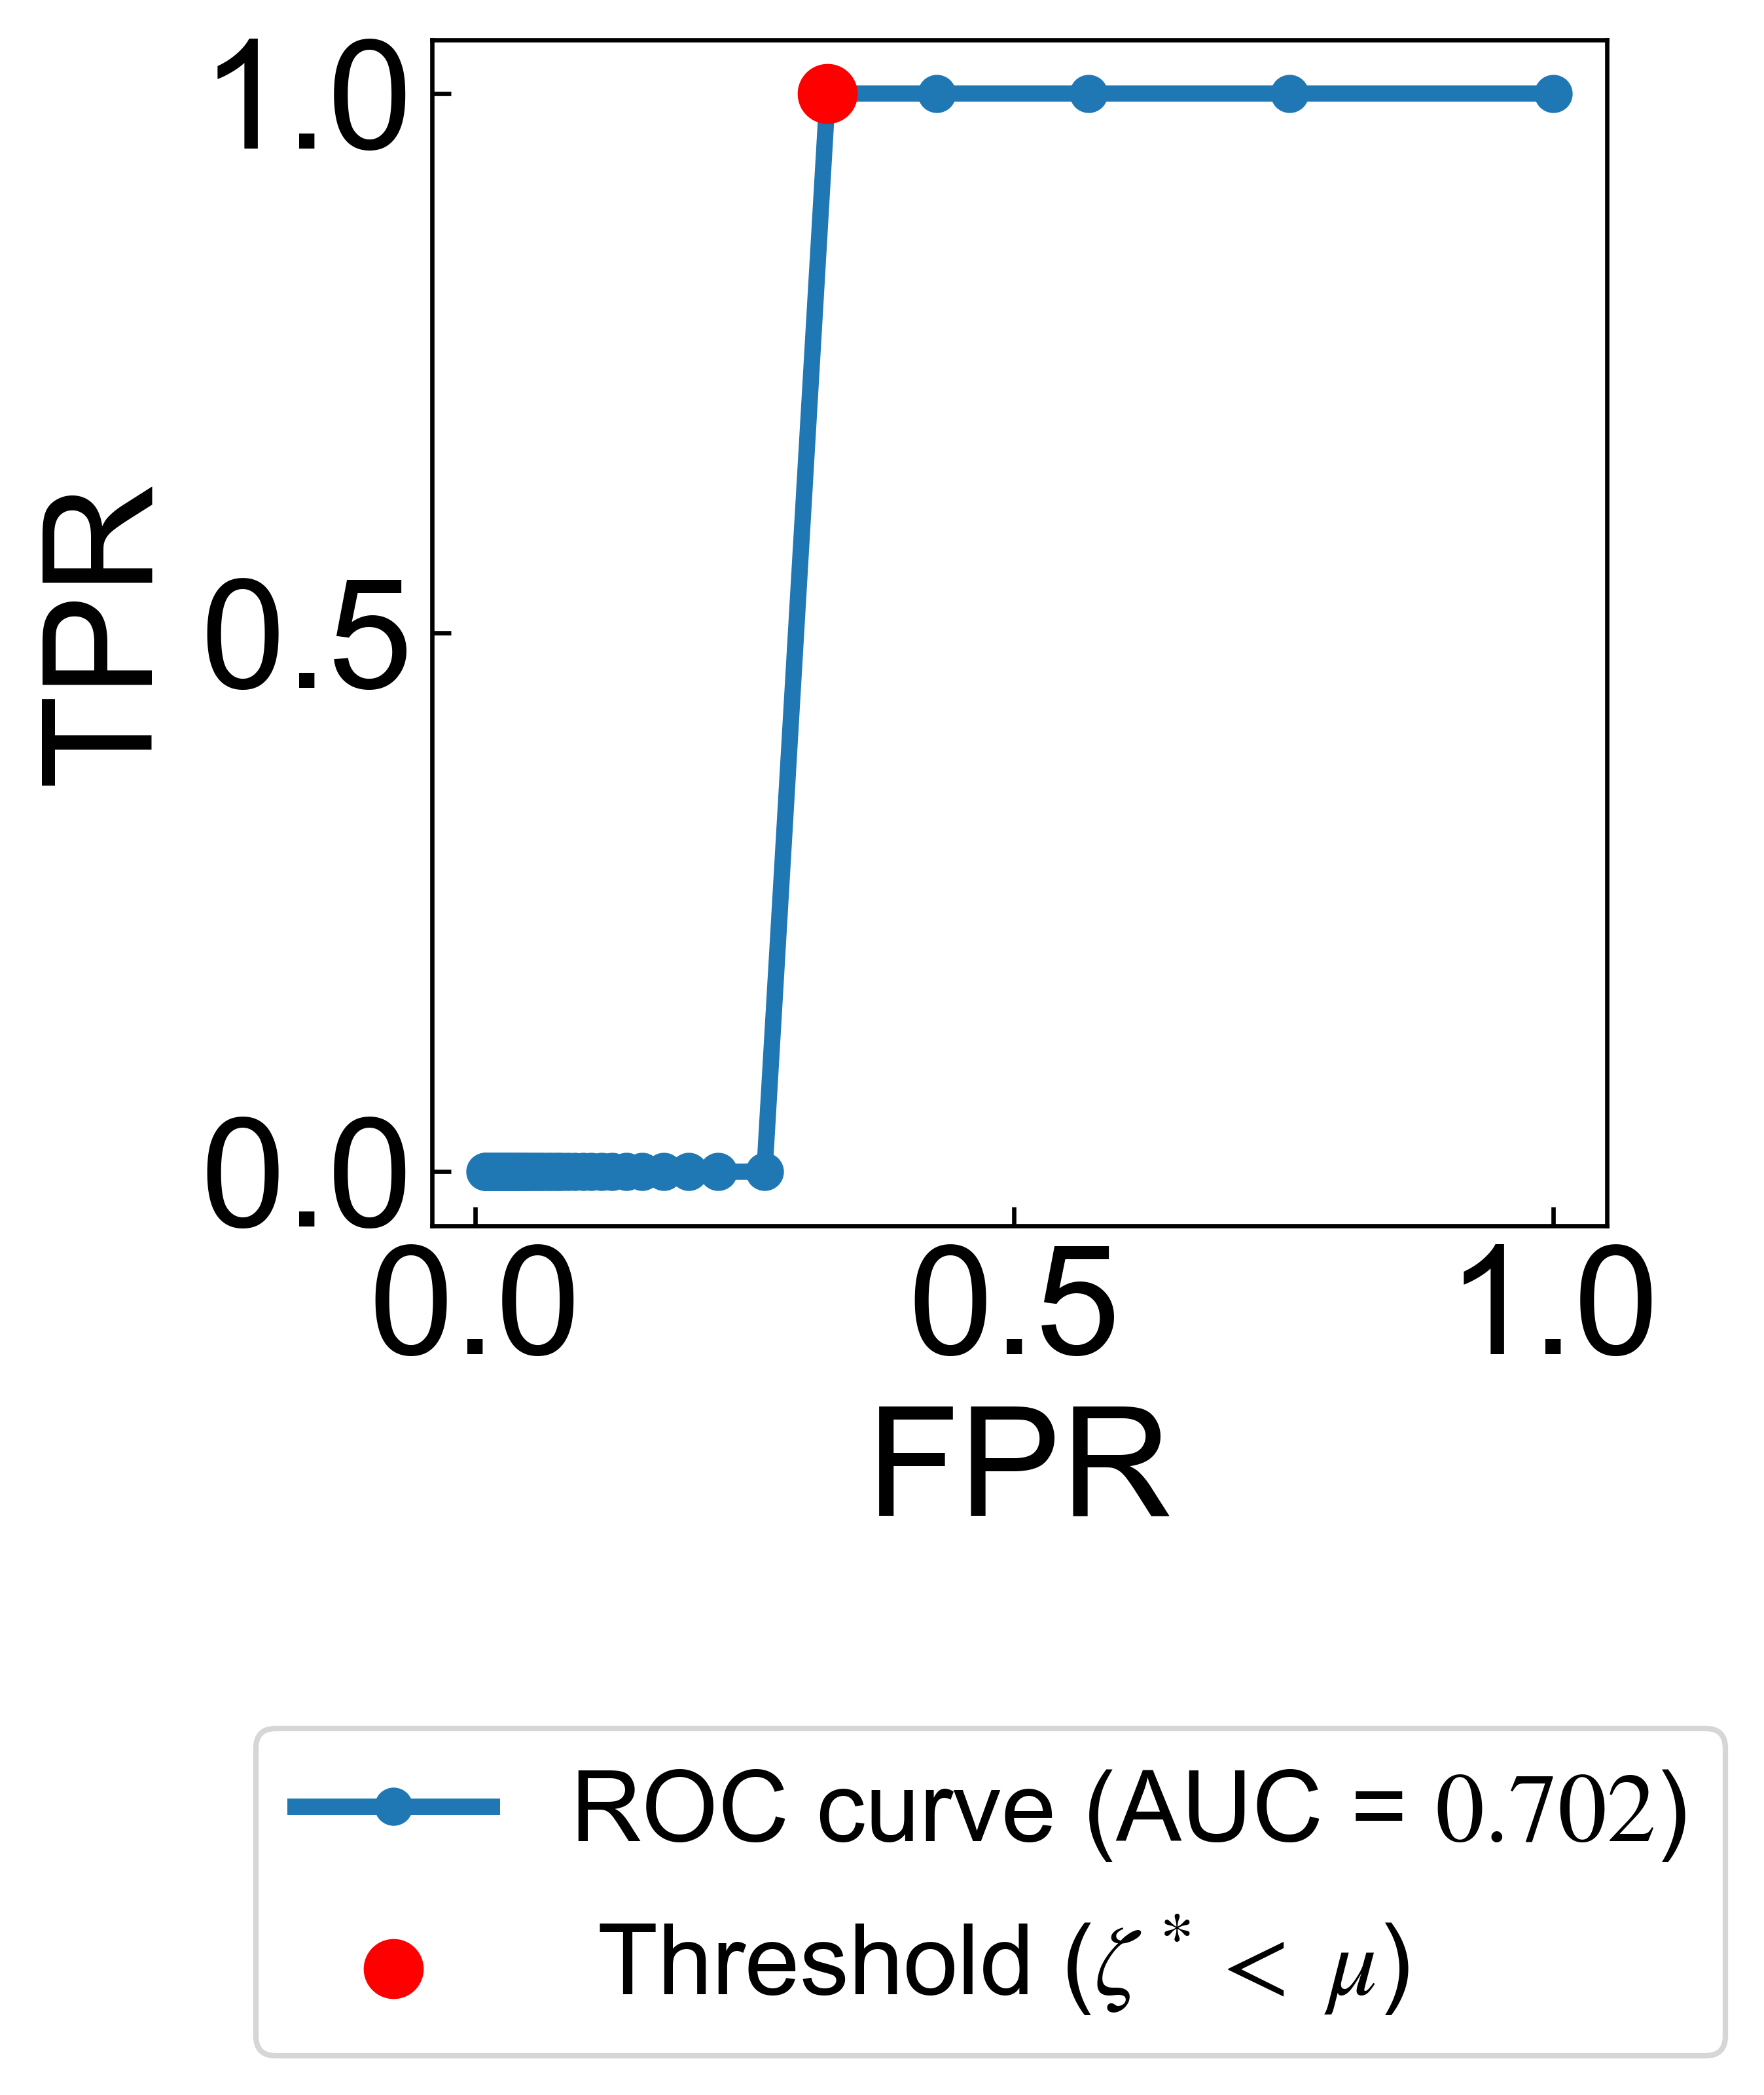 1.0
0.5
0.0
TPR
0.0 0.5 1.0
FPR
ROC curve (AUC = 0.702)
Threshold (ζ* < μ)